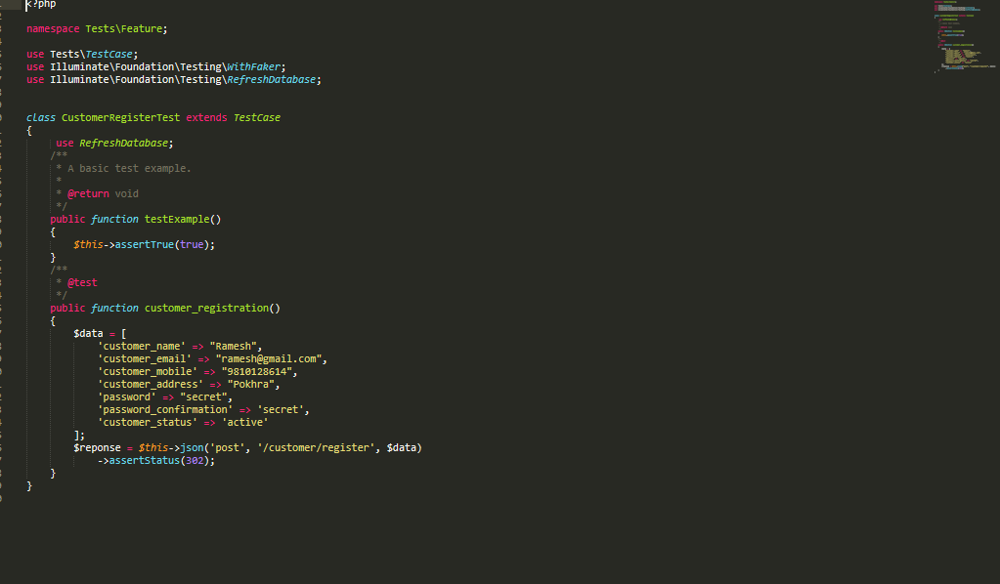 <?php
namespace Tests\Feature;
use Tests\TestCase;
use Illuminate\Foundation\Testing\WithFaker;
use Illuminate\Foundation\Testing\RefreshDatabase;
class CustomerRegisterTest extends TestCase
{
use RefreshDatabase;
/**
* A basic test example.
*
* @return void
*/
public function testExample()
{
$this->assertTrue(true);
}
/**
* @test
*/
public function customer_registration()
{
$data = [
'customer_name' => "Ramesh",
'customer_email' => "ramesh@gmail.com",
'customer_mobile' => "9810128614",
'customer_address' => "Pokhra",
'password' => "secret",
'password_confirmation' => 'secret',
'customer_status' => 'active'
];
$reponse = $this->json('post', '/customer/register', $data)
->assertStatus(302);
}
}